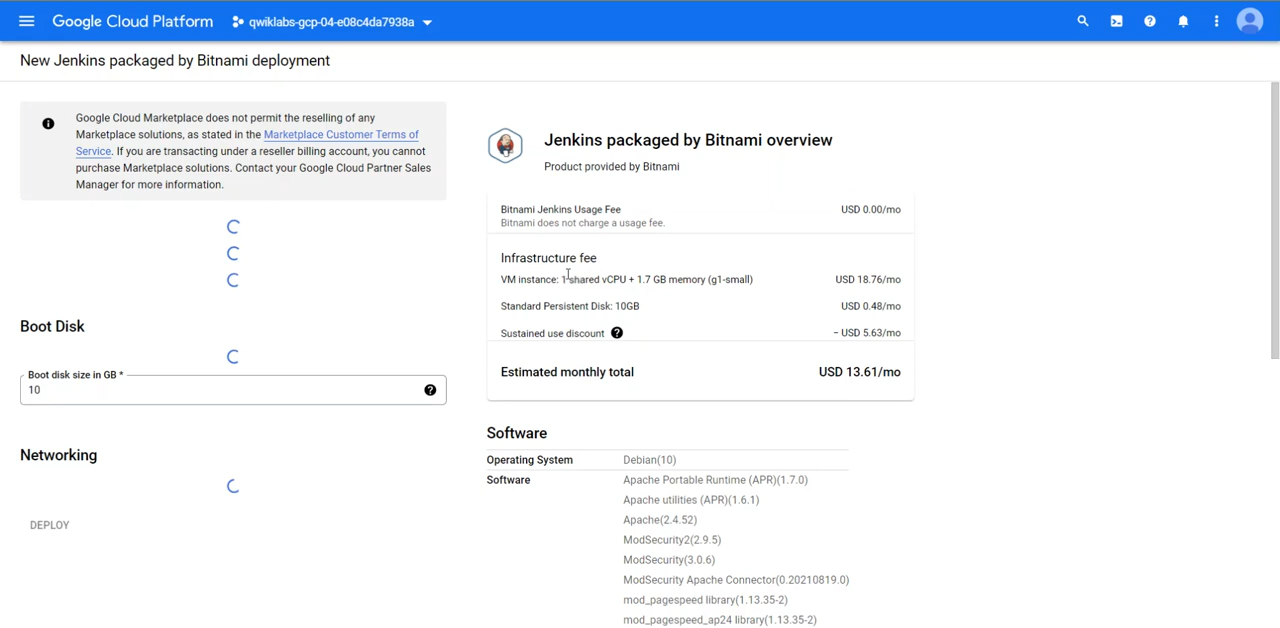 Google Cloud Platform
qwiklabs-gcp-04-e08c4da7938a
New Jenkins packaged by Bitnami deployment
Google Cloud Marketplace does not permit the reselling of any
Marketplace solutions, as stated in the Marketplace Customer Terms of
Service. If you are transacting under a reseller billing account, you cannot
purchase Marketplace solutions. Contact your Google Cloud Partner Sales
Manager for more information.
Boot Disk
Boot disk size in GB *
10
Networking
DEPLOY
Jenkins packaged by Bitnami overview
Product provided by Bitnami
Bitnami Jenkins Usage Fee USD 0.00/mo
Bitnami does not charge a usage fee.
Infrastructure fee
VM instance: 1 shared vCPU + 1.7 GB memory (g1-small) USD 18.76/mo
Standard Persistent Disk: 10GB USD 0.48/mo
Sustained use discount - USD 5.63/mo
Estimated monthly total USD 13.61/mo
Software
Operating System Debian(10)
Software Apache Portable Runtime (APR)(1.7.0)
Apache utilities (APR)(1.6.1)
Apache(2.4.52)
ModSecurity2(2.9.5)
ModSecurity(3.0.6)
ModSecurity Apache Connector(0.20210819.0)
mod_pagespeed library(1.13.35-2)
mod_pagespeed_ap24 library(1.13.35-2)